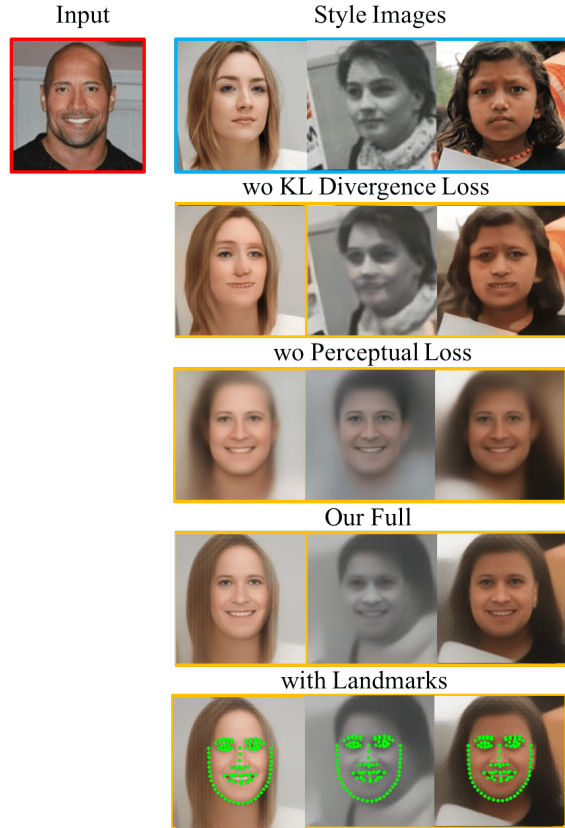 Input
Style Images
wo KL Divergence Loss
wo Perceptual Loss
Our Full
with Landmarks